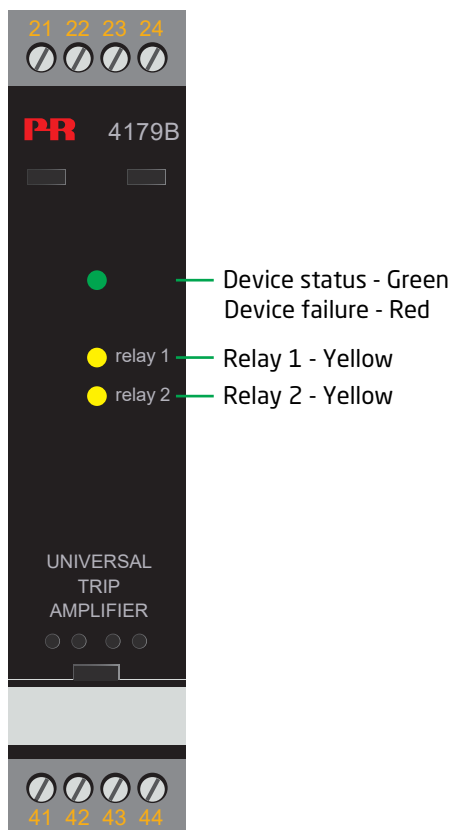 21 22 23 24
PR 4179B
Device status - Green
Device failure - Red
relay 1 Relay 1 - Yellow
relay 2 Relay 2 - Yellow
UNIVERSAL
TRIP
AMPLIFIER
41 42 43 44